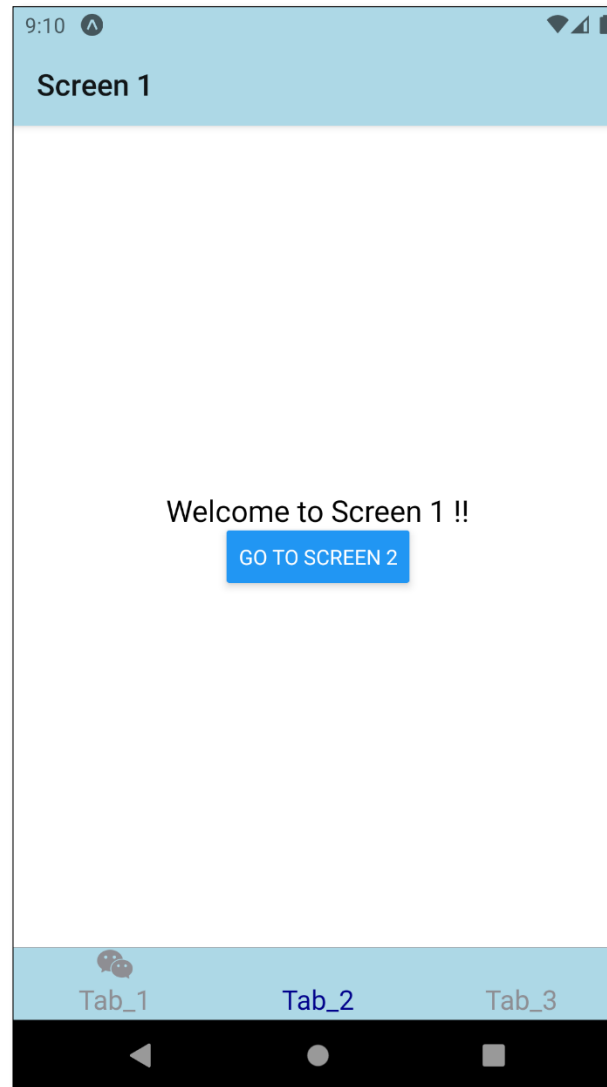 9:10
Screen 1
Welcome to Screen 1 !!
GO TO SCREEN 2
Tab_1 Tab_2 Tab_3